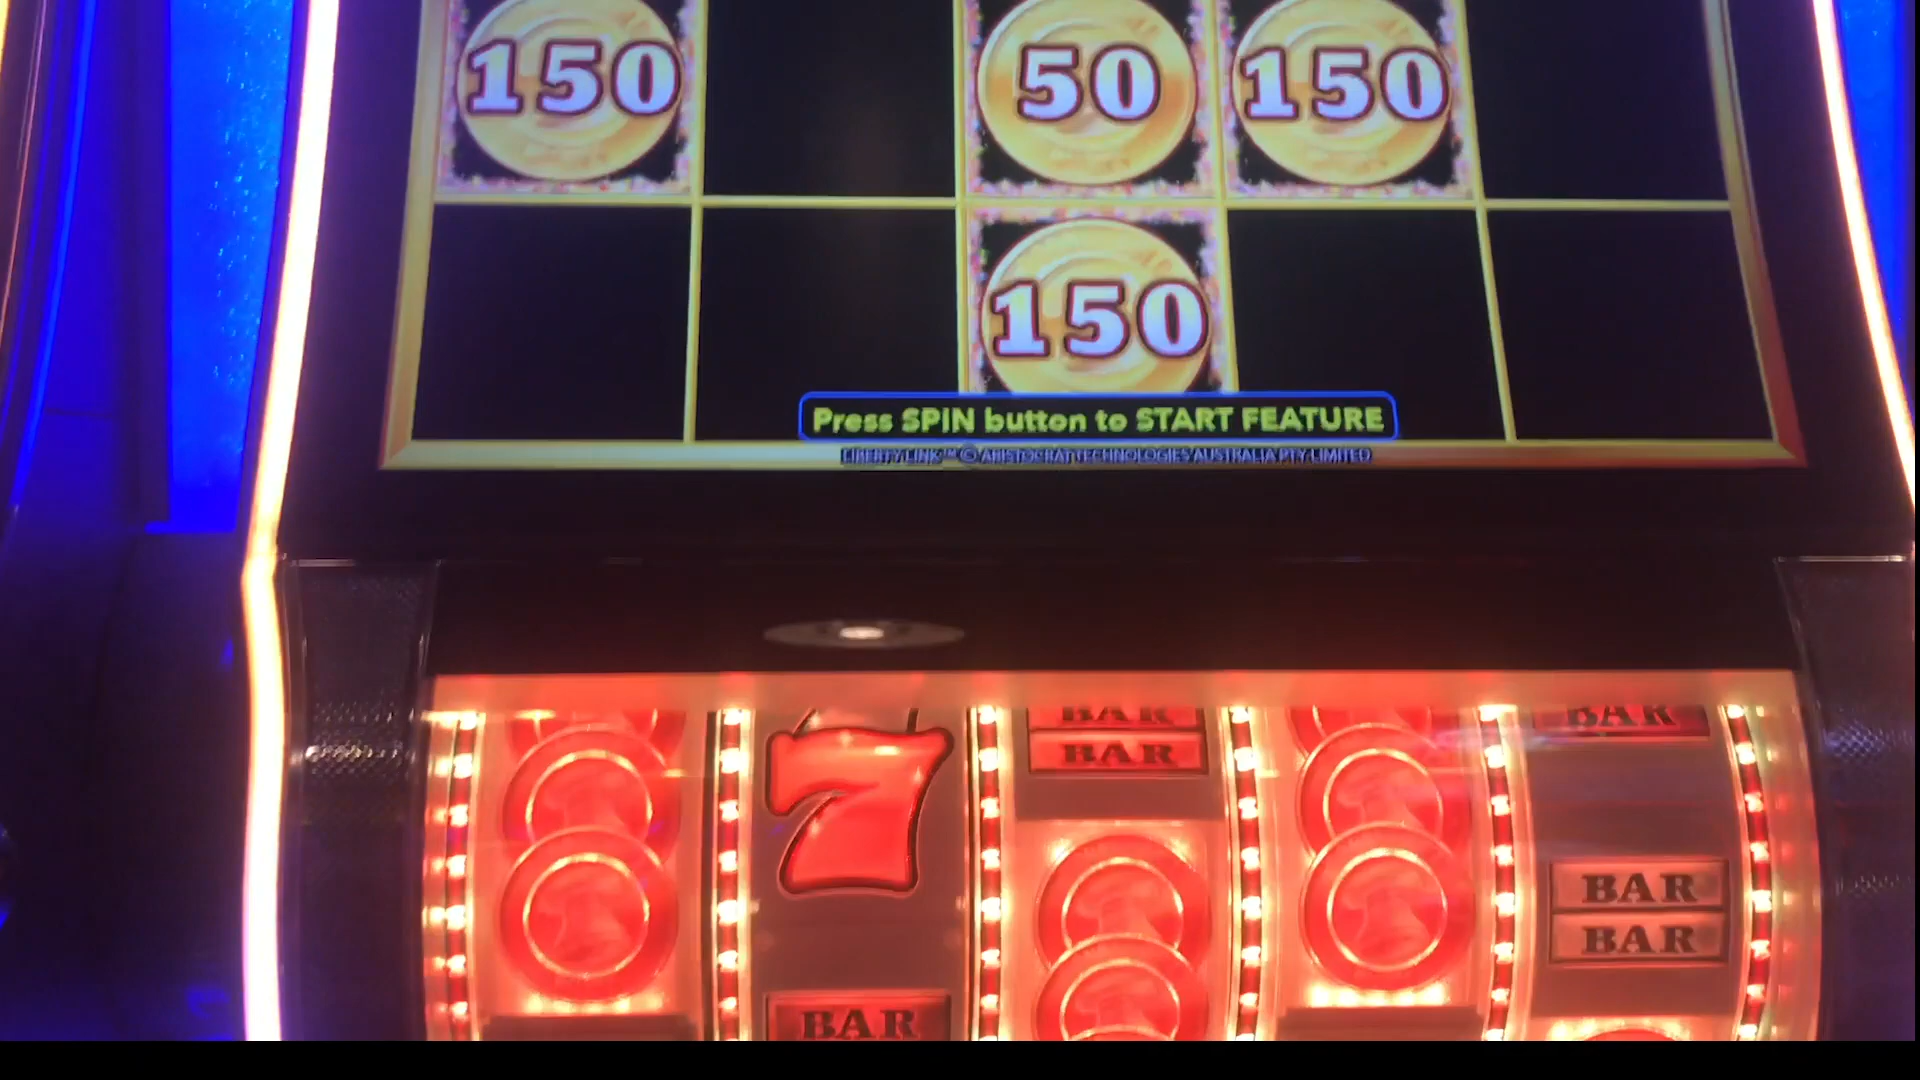 150 50 150
150
Press SPIN button to START FEATURE
LIBERTY LINK™ © ARISTOCRAT TECHNOLOGIES AUSTRALIA PTY LIMITED
BAR BAR
7 BAR
BAR
BAR
BAR